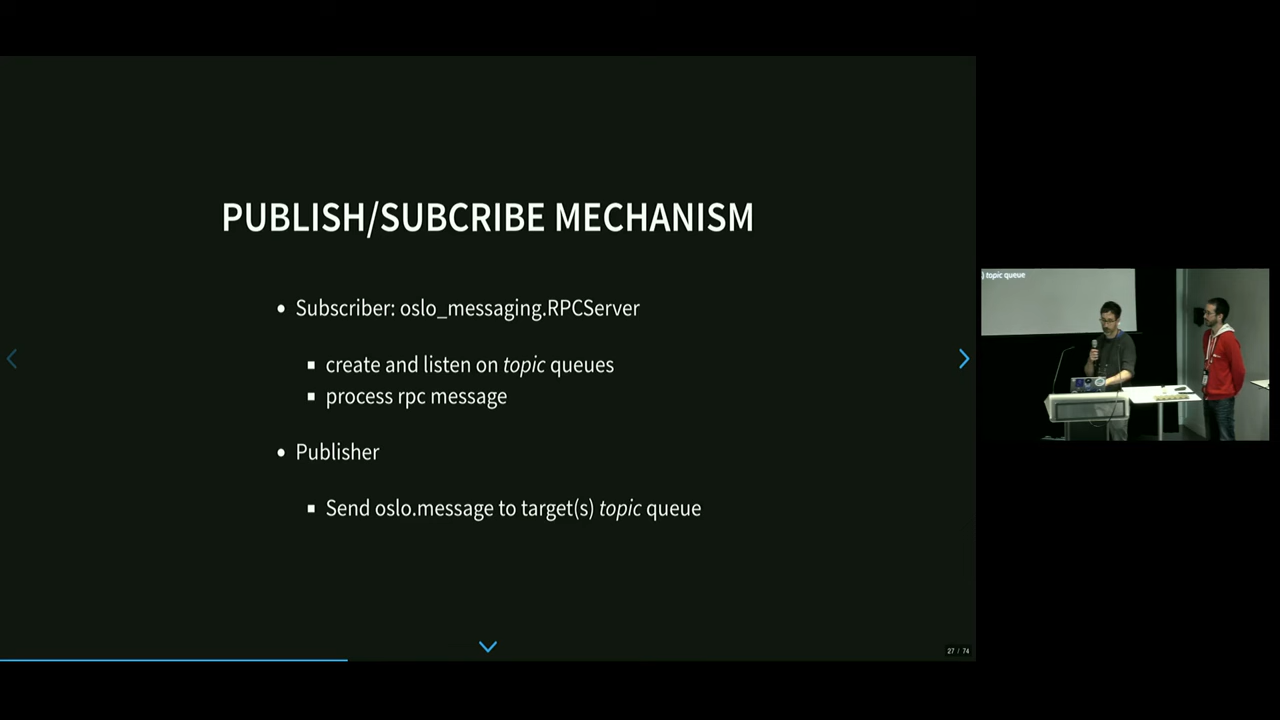 PUBLISH/SUBCRIBE MECHANISM
Subscriber: oslo_messaging.RPCServer
create and listen on topic queues
process rpc message
Publisher
Send oslo.message to target(s) topic queue
27 / 74
) topic queue